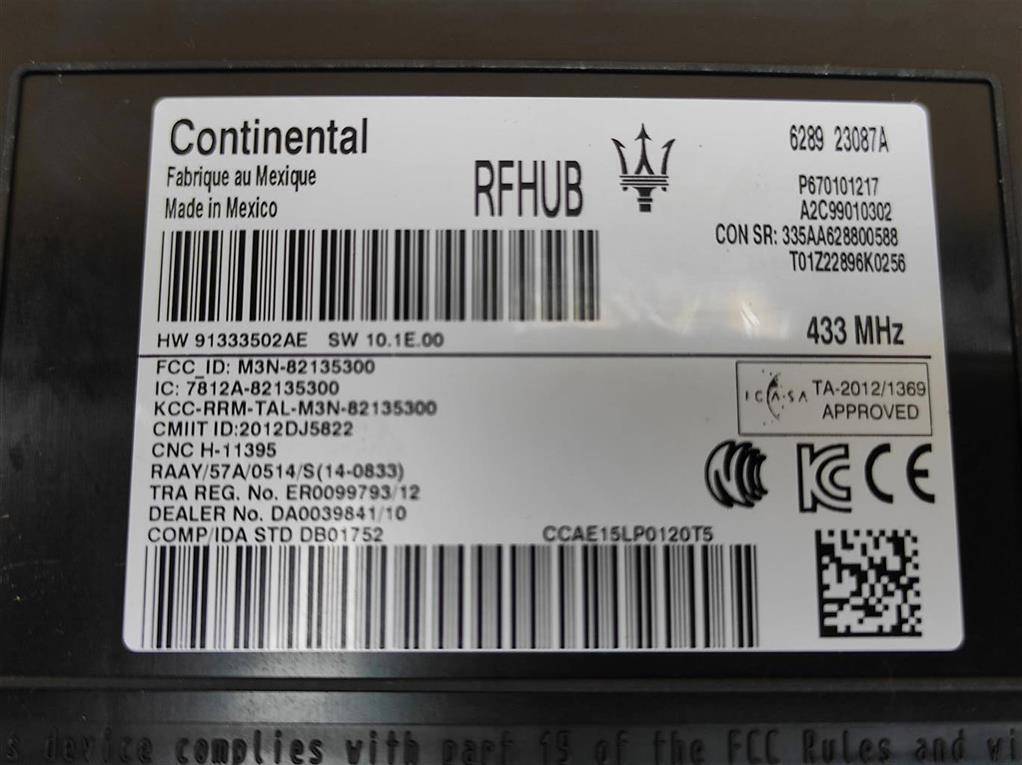 Continental
Fabrique au Mexique
Made in Mexico
RFHUB
6289 23087A
P670101217
A2C99010302
CON SR: 335AA628800588
T01Z22896K0256
HW 91333502AE SW 10.1E.00
433 MHz
FCC_ID: M3N-82135300
IC: 7812A-82135300
KCC-RRM-TAL-M3N-82135300
CMIIT ID:2012DJ5822
CNC H-11395
RAAY/57A/0514/S(14-0833)
TRA REG. No. ER0099793/12
DEALER No. DA0039841/10
COMP/IDA STD DB01752
CCAE15LP0120T5
ICASA TA-2012/1369
APPROVED
CE
s device complies with part 15 of the FCC Rules and wi